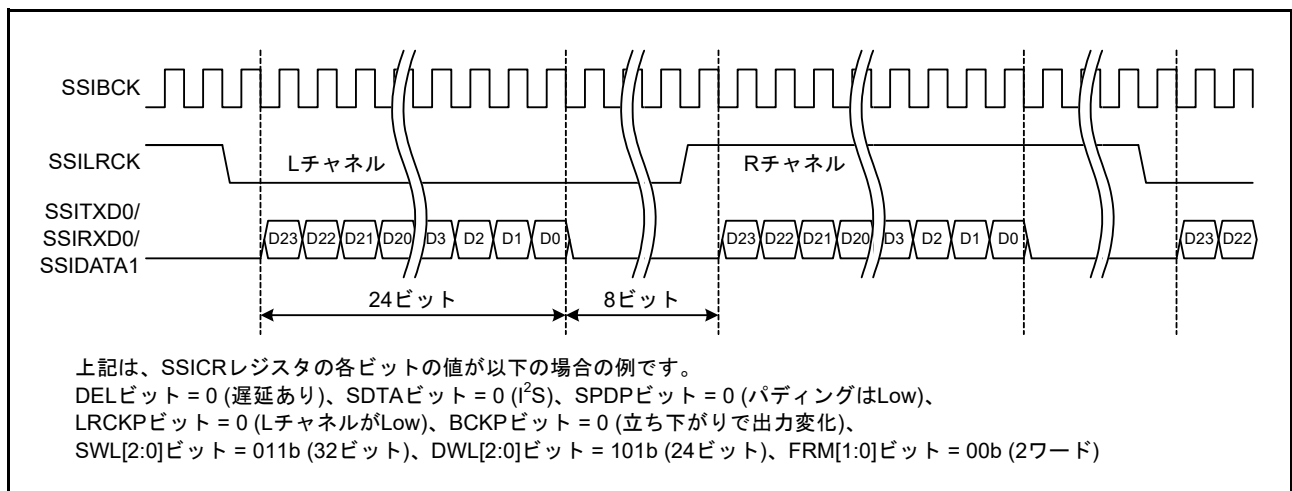 SSIBCK
SSILRCK
Lチャネル
Rチャネル
SSITXD0/
SSIRXD0/
SSIDATA1
D23 D22 D21 D20 D3 D2 D1 D0 D23 D22 D21 D20 D3 D2 D1 D0 D23 D22
24ビット
8ビット
上記は、SSICRレジスタの各ビットの値が以下の場合の例です。
DELビット = 0 (遅延あり)、SDTAビット = 0 (I²S)、SPDPビット = 0 (パディングはLow)、
LRCKPビット = 0 (LチャネルがLow)、BCKPビット = 0 (立ち下がりで出力変化)、
SWL[2:0]ビット = 011b (32ビット)、DWL[2:0]ビット = 101b (24ビット)、FRM[1:0]ビット = 00b (2ワード)